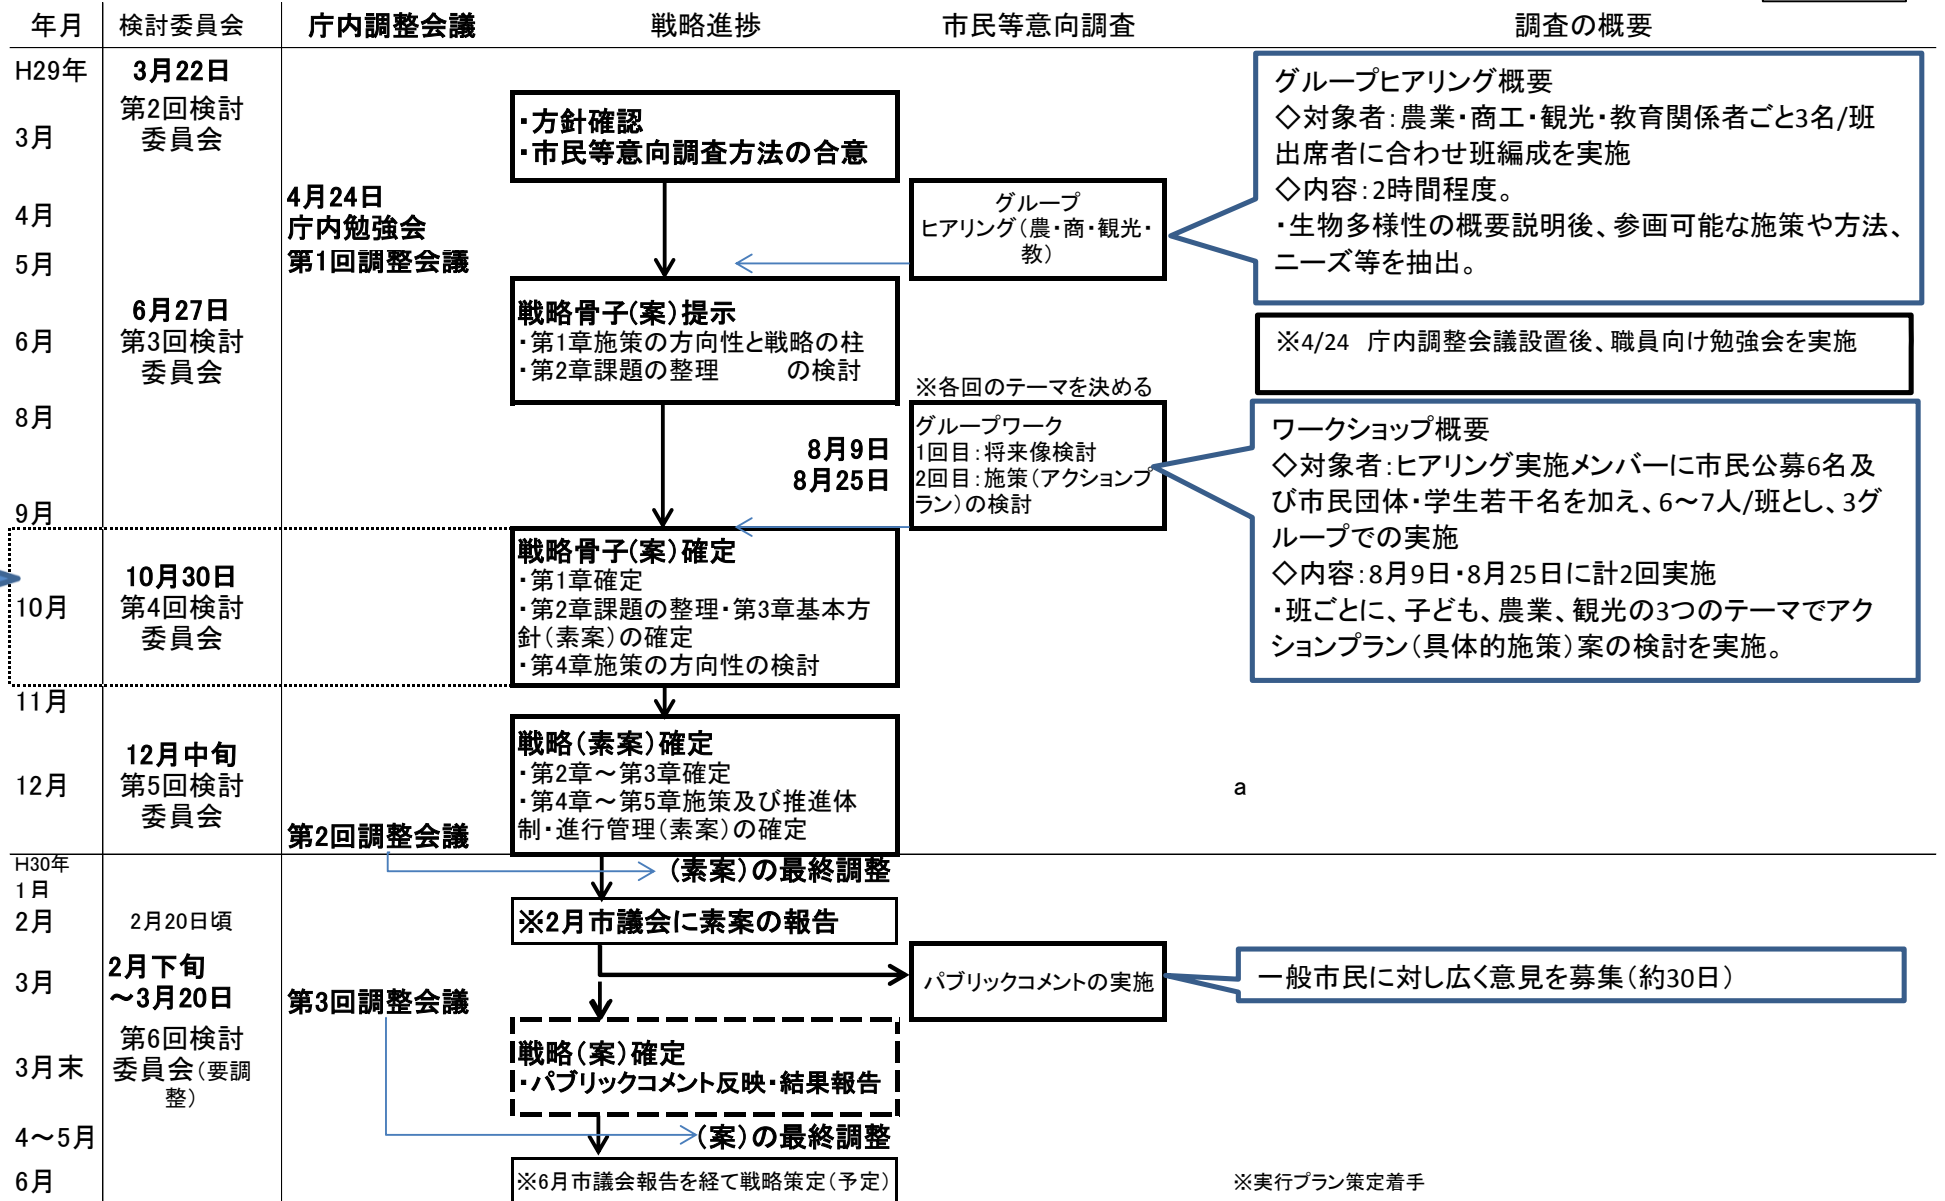 年月 検討委員会 庁内調整会議 戦略進捗 市民等意向調査 調査の概要
H29年
3月
4月
5月
6月
8月
9月
10月
11月
12月
H30年
1月
2月
3月
3月末
4～5月
6月
3月22日
第2回検討
委員会
6月27日
第3回検討
委員会
10月30日
第4回検討
委員会
12月中旬
第5回検討
委員会
2月20日頃
2月下旬
～3月20日
第6回検討
委員会(要調
整)
4月24日
庁内勉強会
第1回調整会議
第2回調整会議
第3回調整会議
・方針確認
・市民等意向調査方法の合意
戦略骨子(案)提示
・第1章施策の方向性と戦略の柱
・第2章課題の整理　　の検討
8月9日
8月25日
戦略骨子(案)確定
・第1章確定
・第2章課題の整理・第3章基本方
針(素案)の確定
・第4章施策の方向性の検討
戦略(素案)確定
・第2章～第3章確定
・第4章～第5章施策及び推進体
制・進行管理(素案)の確定
(素案)の最終調整
※2月市議会に素案の報告
戦略(案)確定
・パブリックコメント反映・結果報告
(案)の最終調整
※6月市議会報告を経て戦略策定(予定)
グループ
ヒアリング(農・商・観光・
教)
※各回のテーマを決める
グループワーク
1回目:将来像検討
2回目:施策(アクションプ
ラン)の検討
パブリックコメントの実施
グループヒアリング概要
◇対象者:農業・商工・観光・教育関係者ごと3名/班
出席者に合わせ班編成を実施
◇内容:2時間程度。
・生物多様性の概要説明後、参画可能な施策や方法、
ニーズ等を抽出。
※4/24　庁内調整会議設置後、職員向け勉強会を実施
ワークショップ概要
◇対象者:ヒアリング実施メンバーに市民公募6名及
び市民団体・学生若干名を加え、6～7人/班とし、3グ
ループでの実施
◇内容:8月9日・8月25日に計2回実施
・班ごとに、子ども、農業、観光の3つのテーマでアク
ションプラン(具体的施策)案の検討を実施。
a
一般市民に対し広く意見を募集(約30日)
※実行プラン策定着手